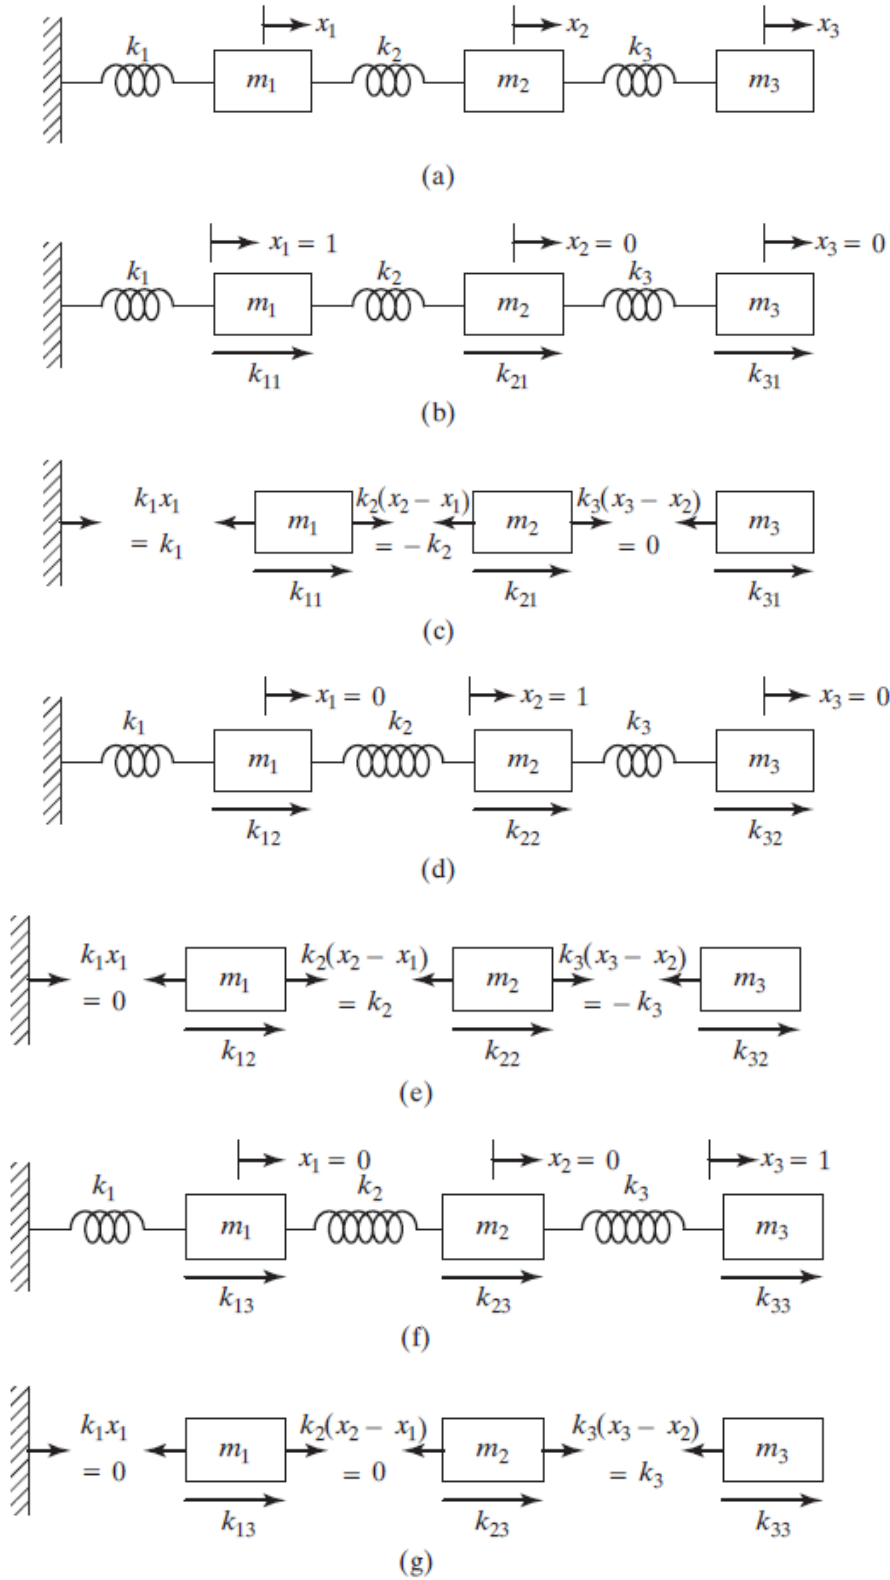 x₁ x₂ x₃
k₁ k₂ k₃
m₁ m₂ m₃
(a)
x₁ = 1 x₂ = 0 x₃ = 0
k₁ k₂ k₃
m₁ m₂ m₃
k₁₁ k₂₁ k₃₁
(b)
k₁x₁ k₂(x₂ − x₁) k₃(x₃ − x₂)
m₁ m₂ m₃
= k₁ = − k₂ = 0
k₁₁ k₂₁ k₃₁
(c)
x₁ = 0 x₂ = 1 x₃ = 0
k₁ k₂ k₃
m₁ m₂ m₃
k₁₂ k₂₂ k₃₂
(d)
k₁x₁ k₂(x₂ − x₁) k₃(x₃ − x₂)
m₁ m₂ m₃
= 0 = k₂ = − k₃
k₁₂ k₂₂ k₃₂
(e)
x₁ = 0 x₂ = 0 x₃ = 1
k₁ k₂ k₃
m₁ m₂ m₃
k₁₃ k₂₃ k₃₃
(f)
k₁x₁ k₂(x₂ − x₁) k₃(x₃ − x₂)
m₁ m₂ m₃
= 0 = 0 = k₃
k₁₃ k₂₃ k₃₃
(g)